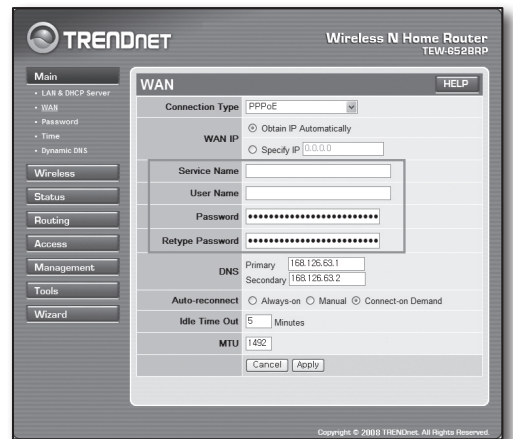 TRENDNET
Wireless N Home Router
TEW-652BRP
Main
• LAN & DHCP Server
• WAN
• Password
• Time
• Dynamic DNS
Wireless
Status
Routing
Access
Management
Tools
Wizard
WAN
HELP
Connection Type PPPoE
WAN IP
Obtain IP Automatically
Specify IP 0.0.0.0
Service Name
User Name
Password ●●●●●●●●●●●●●●●●●●●●●●●●●
Retype Password ●●●●●●●●●●●●●●●●●●●●●●●●●
DNS
Primary 168.126.63.1
Secondary 168.126.63.2
Auto-reconnect Always-on Manual Connect-on Demand
Idle Time Out 5 Minutes
MTU 1492
Cancel Apply
Copyright © 2008 TRENDnet. All Rights Reserved.